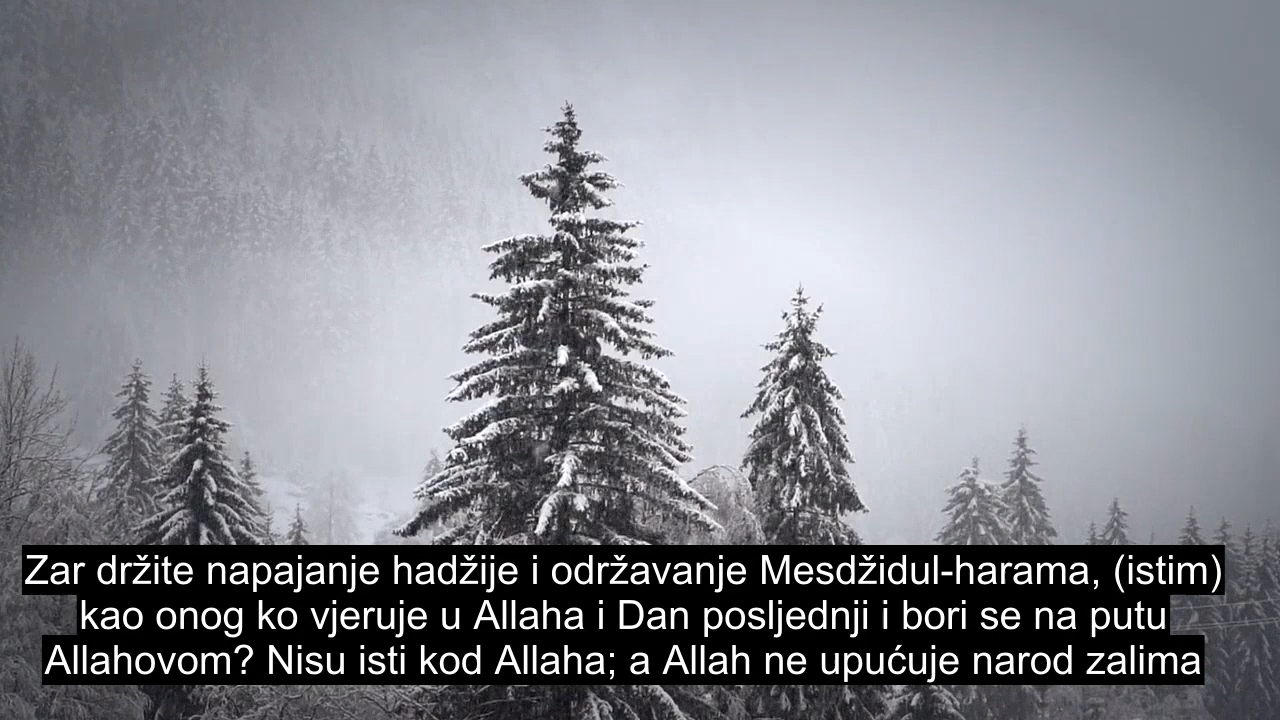 Zar držite napajanje hadžije i održavanje Mesdžidul-harama, (istim)
kao onog ko vjeruje u Allaha i Dan posljednji i bori se na putu
Allahovom? Nisu isti kod Allaha; a Allah ne upućuje narod zalima